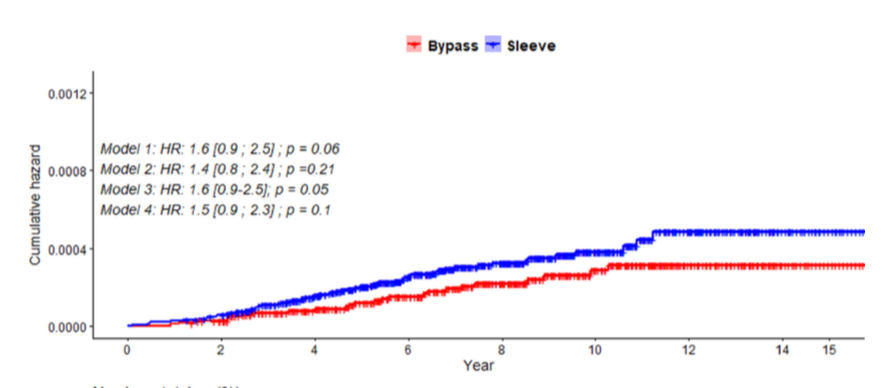 Bypass Sleeve
0.0012
0.0008
0.0004
0.0000
Cumulative hazard
Model 1: HR: 1.6 [0.9 ; 2.5] ; p = 0.06
Model 2: HR: 1.4 [0.8 ; 2.4] ; p =0.21
Model 3: HR: 1.6 [0.9-2.5]; p = 0.05
Model 4: HR: 1.5 [0.9 ; 2.3] ; p = 0.1
0 2 4 6 8 10 12 14 15
Year